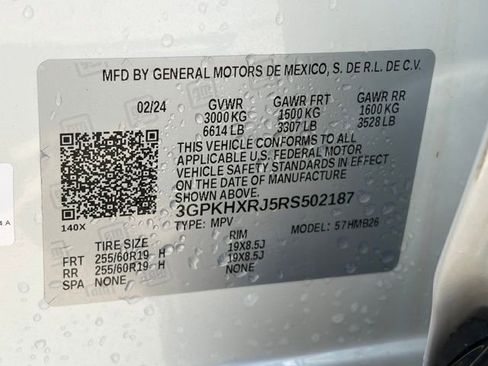 MFD BY GENERAL MOTORS DE MEXICO, S. DE R.L. DE C.V.
02/24 GVWR GAWR FRT GAWR RR
3000 KG 1500 KG 1600 KG
6614 LB 3307 LB 3528 LB
THIS VEHICLE CONFORMS TO ALL
APPLICABLE U.S. FEDERAL MOTOR
VEHICLE SAFETY STANDARDS IN EFFECT
ON THE DATE OF MANUFACTURE
SHOWN ABOVE.
3GPKHXRJ5RS502187
140X TYPE: MPV MODEL: 57HMB26
TIRE SIZE RIM
FRT 255/60R19 H 19X8.5J
RR 255/60R19 H 19X8.5J
SPA NONE NONE
4 A